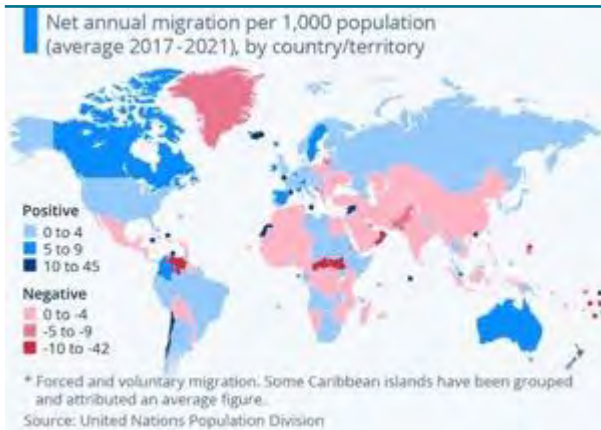 Net annual migration per 1,000 population
(average 2017-2021), by country/territory
Positive
0 to 4
5 to 9
10 to 45
Negative
0 to -4
-5 to -9
-10 to -42
* Forced and voluntary migration. Some Caribbean islands have been grouped
and attributed an average figure.
Source: United Nations Population Division